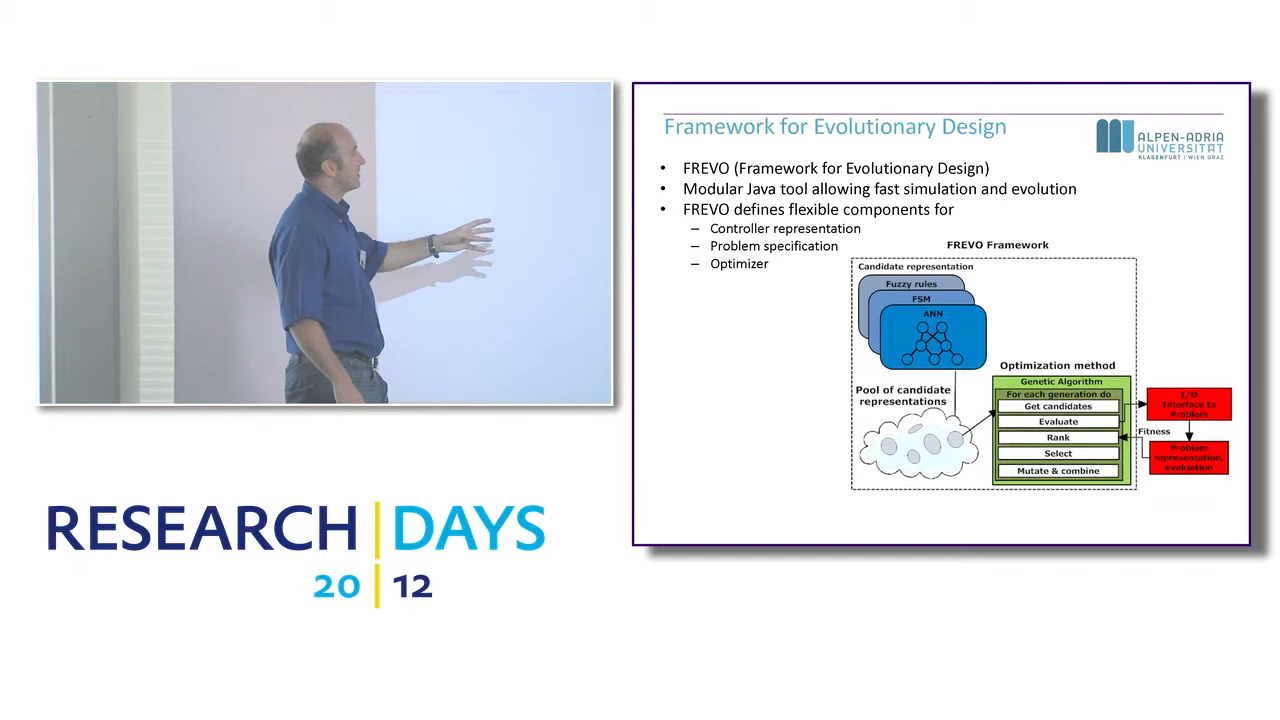 Framework for Evolutionary Design
ALPEN-ADRIA
UNIVERSITÄT
KLAGENFURT | WIEN GRAZ
• FREVO (Framework for Evolutionary Design)
• Modular Java tool allowing fast simulation and evolution
• FREVO defines flexible components for
– Controller representation
– Problem specification
– Optimizer
FREVO Framework
Candidate representation
Fuzzy rules
FSM
ANN
Optimization method
Genetic Algorithm
For each generation do
Get candidates
Evaluate
Rank
Select
Mutate & combine
Pool of candidate
representations
I/O
Interface to
Problem
Fitness
Problem
representation,
evaluation
RESEARCH | DAYS
20 | 12